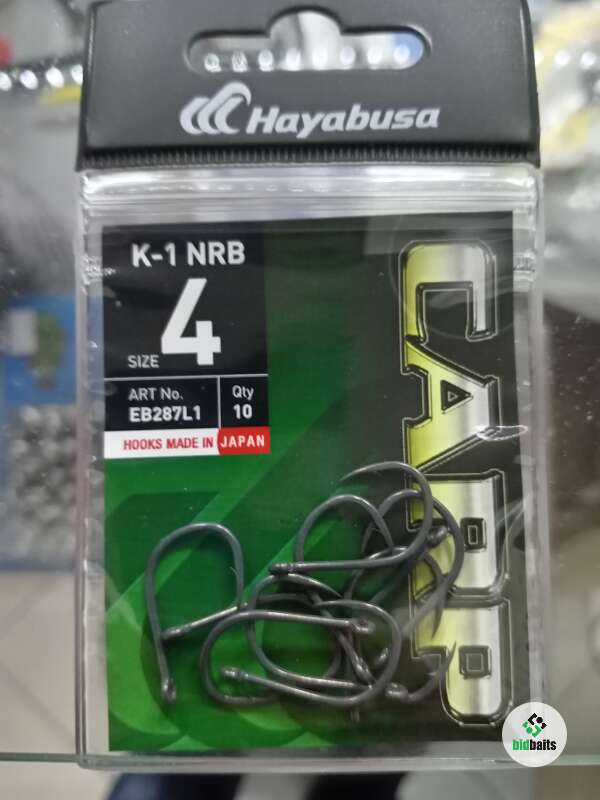 Hayabusa
K-1 NRB
SIZE 4
ART No.
EB287L1
Qty
10
HOOKS MADE IN JAPAN
CARP
bidbaits